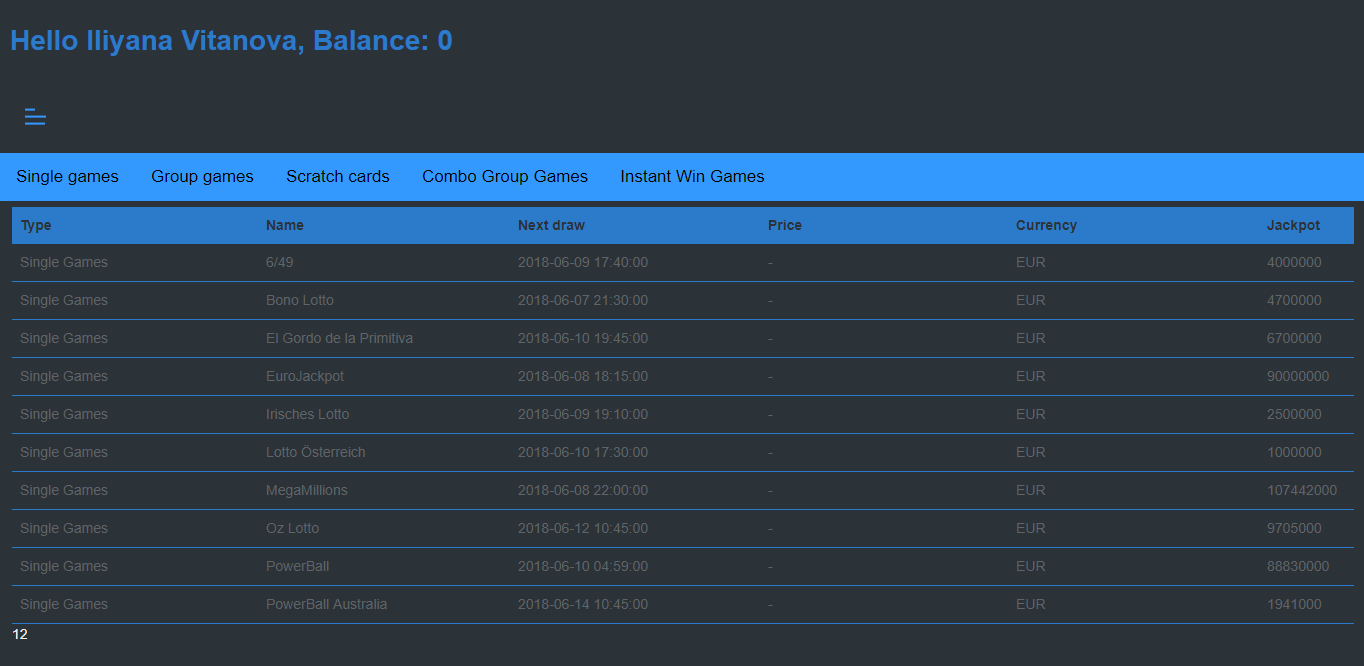 Hello Iliyana Vitanova, Balance: 0
Single games Group games Scratch cards Combo Group Games Instant Win Games
Type Name Next draw Price Currency Jackpot
Single Games 6/49 2018-06-09 17:40:00 - EUR 4000000
Single Games Bono Lotto 2018-06-07 21:30:00 - EUR 4700000
Single Games El Gordo de la Primitiva 2018-06-10 19:45:00 - EUR 6700000
Single Games EuroJackpot 2018-06-08 18:15:00 - EUR 90000000
Single Games Irisches Lotto 2018-06-09 19:10:00 - EUR 2500000
Single Games Lotto Österreich 2018-06-10 17:30:00 - EUR 1000000
Single Games MegaMillions 2018-06-08 22:00:00 - EUR 107442000
Single Games Oz Lotto 2018-06-12 10:45:00 - EUR 9705000
Single Games PowerBall 2018-06-10 04:59:00 - EUR 88830000
Single Games PowerBall Australia 2018-06-14 10:45:00 - EUR 1941000
12